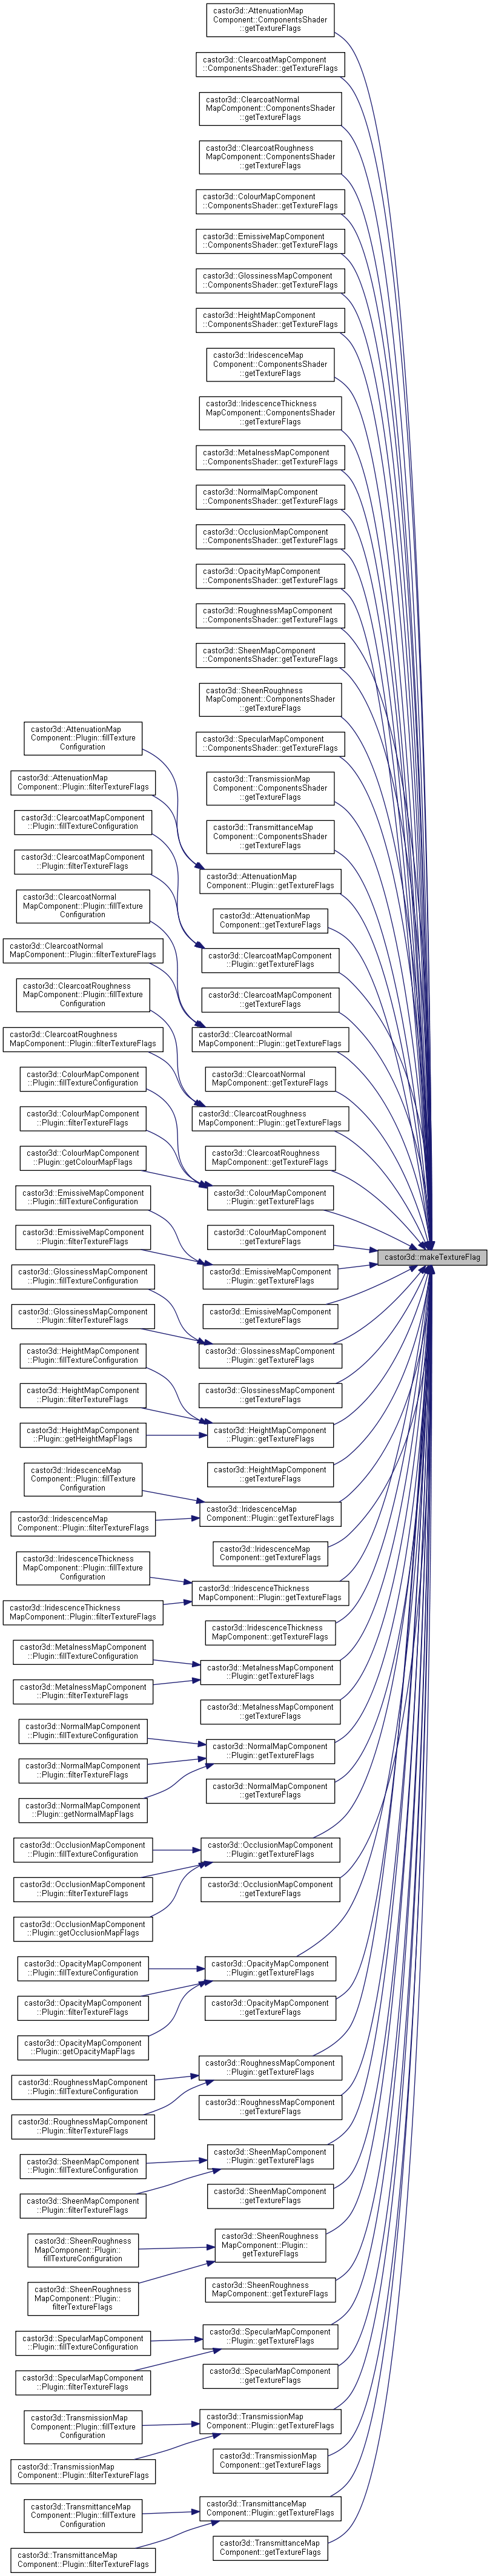 castor3d::AttenuationMap
Component::ComponentsShader
::getTextureFlags
castor3d::ClearcoatMapComponent
::ComponentsShader::getTextureFlags
castor3d::ClearcoatNormal
MapComponent::ComponentsShader
::getTextureFlags
castor3d::ClearcoatRoughness
MapComponent::ComponentsShader
::getTextureFlags
castor3d::ColourMapComponent
::ComponentsShader::getTextureFlags
castor3d::EmissiveMapComponent
::ComponentsShader::getTextureFlags
castor3d::GlossinessMapComponent
::ComponentsShader::getTextureFlags
castor3d::HeightMapComponent
::ComponentsShader::getTextureFlags
castor3d::IridescenceMap
Component::ComponentsShader
::getTextureFlags
castor3d::IridescenceThickness
MapComponent::ComponentsShader
::getTextureFlags
castor3d::MetalnessMapComponent
::ComponentsShader::getTextureFlags
castor3d::NormalMapComponent
::ComponentsShader::getTextureFlags
castor3d::OcclusionMapComponent
::ComponentsShader::getTextureFlags
castor3d::OpacityMapComponent
::ComponentsShader::getTextureFlags
castor3d::RoughnessMapComponent
::ComponentsShader::getTextureFlags
castor3d::SheenMapComponent
::ComponentsShader::getTextureFlags
castor3d::SheenRoughness
MapComponent::ComponentsShader
::getTextureFlags
castor3d::SpecularMapComponent
::ComponentsShader::getTextureFlags
castor3d::TransmissionMap
Component::ComponentsShader
::getTextureFlags
castor3d::TransmittanceMap
Component::ComponentsShader
::getTextureFlags
castor3d::AttenuationMap
Component::Plugin::fillTexture
Configuration
castor3d::AttenuationMap
Component::Plugin::filterTextureFlags
castor3d::AttenuationMap
Component::Plugin::getTextureFlags
castor3d::AttenuationMap
Component::getTextureFlags
castor3d::ClearcoatMapComponent
::Plugin::fillTextureConfiguration
castor3d::ClearcoatMapComponent
::Plugin::filterTextureFlags
castor3d::ClearcoatMapComponent
::Plugin::getTextureFlags
castor3d::ClearcoatMapComponent
::getTextureFlags
castor3d::ClearcoatNormal
MapComponent::Plugin::fillTexture
Configuration
castor3d::ClearcoatNormal
MapComponent::Plugin::filterTextureFlags
castor3d::ClearcoatNormal
MapComponent::Plugin::getTextureFlags
castor3d::ClearcoatNormal
MapComponent::getTextureFlags
castor3d::ClearcoatRoughness
MapComponent::Plugin::fillTexture
Configuration
castor3d::ClearcoatRoughness
MapComponent::Plugin::filterTextureFlags
castor3d::ClearcoatRoughness
MapComponent::Plugin::getTextureFlags
castor3d::ClearcoatRoughness
MapComponent::getTextureFlags
castor3d::ColourMapComponent
::Plugin::fillTextureConfiguration
castor3d::ColourMapComponent
::Plugin::filterTextureFlags
castor3d::ColourMapComponent
::Plugin::getColourMapFlags
castor3d::ColourMapComponent
::Plugin::getTextureFlags
castor3d::ColourMapComponent
::getTextureFlags
castor3d::makeTextureFlag
castor3d::EmissiveMapComponent
::Plugin::fillTextureConfiguration
castor3d::EmissiveMapComponent
::Plugin::filterTextureFlags
castor3d::EmissiveMapComponent
::Plugin::getTextureFlags
castor3d::EmissiveMapComponent
::getTextureFlags
castor3d::GlossinessMapComponent
::Plugin::fillTextureConfiguration
castor3d::GlossinessMapComponent
::Plugin::filterTextureFlags
castor3d::GlossinessMapComponent
::Plugin::getTextureFlags
castor3d::GlossinessMapComponent
::getTextureFlags
castor3d::HeightMapComponent
::Plugin::fillTextureConfiguration
castor3d::HeightMapComponent
::Plugin::filterTextureFlags
castor3d::HeightMapComponent
::Plugin::getHeightMapFlags
castor3d::HeightMapComponent
::Plugin::getTextureFlags
castor3d::HeightMapComponent
::getTextureFlags
castor3d::IridescenceMap
Component::Plugin::fillTexture
Configuration
castor3d::IridescenceMap
Component::Plugin::filterTextureFlags
castor3d::IridescenceMap
Component::Plugin::getTextureFlags
castor3d::IridescenceMap
Component::getTextureFlags
castor3d::IridescenceThickness
MapComponent::Plugin::fillTexture
Configuration
castor3d::IridescenceThickness
MapComponent::Plugin::filterTextureFlags
castor3d::IridescenceThickness
MapComponent::Plugin::getTextureFlags
castor3d::IridescenceThickness
MapComponent::getTextureFlags
castor3d::MetalnessMapComponent
::Plugin::fillTextureConfiguration
castor3d::MetalnessMapComponent
::Plugin::filterTextureFlags
castor3d::MetalnessMapComponent
::Plugin::getTextureFlags
castor3d::MetalnessMapComponent
::getTextureFlags
castor3d::NormalMapComponent
::Plugin::fillTextureConfiguration
castor3d::NormalMapComponent
::Plugin::filterTextureFlags
castor3d::NormalMapComponent
::Plugin::getNormalMapFlags
castor3d::NormalMapComponent
::Plugin::getTextureFlags
castor3d::NormalMapComponent
::getTextureFlags
castor3d::OcclusionMapComponent
::Plugin::fillTextureConfiguration
castor3d::OcclusionMapComponent
::Plugin::filterTextureFlags
castor3d::OcclusionMapComponent
::Plugin::getOcclusionMapFlags
castor3d::OcclusionMapComponent
::Plugin::getTextureFlags
castor3d::OcclusionMapComponent
::getTextureFlags
castor3d::OpacityMapComponent
::Plugin::fillTextureConfiguration
castor3d::OpacityMapComponent
::Plugin::filterTextureFlags
castor3d::OpacityMapComponent
::Plugin::getOpacityMapFlags
castor3d::OpacityMapComponent
::Plugin::getTextureFlags
castor3d::OpacityMapComponent
::getTextureFlags
castor3d::RoughnessMapComponent
::Plugin::fillTextureConfiguration
castor3d::RoughnessMapComponent
::Plugin::filterTextureFlags
castor3d::RoughnessMapComponent
::Plugin::getTextureFlags
castor3d::RoughnessMapComponent
::getTextureFlags
castor3d::SheenMapComponent
::Plugin::fillTextureConfiguration
castor3d::SheenMapComponent
::Plugin::filterTextureFlags
castor3d::SheenMapComponent
::Plugin::getTextureFlags
castor3d::SheenMapComponent
::getTextureFlags
castor3d::SheenRoughness
MapComponent::Plugin::
fillTextureConfiguration
castor3d::SheenRoughness
MapComponent::Plugin::
filterTextureFlags
castor3d::SheenRoughness
MapComponent::Plugin::
getTextureFlags
castor3d::SheenRoughness
MapComponent::getTextureFlags
castor3d::SpecularMapComponent
::Plugin::fillTextureConfiguration
castor3d::SpecularMapComponent
::Plugin::filterTextureFlags
castor3d::SpecularMapComponent
::Plugin::getTextureFlags
castor3d::SpecularMapComponent
::getTextureFlags
castor3d::TransmissionMap
Component::Plugin::fillTexture
Configuration
castor3d::TransmissionMap
Component::Plugin::filterTextureFlags
castor3d::TransmissionMap
Component::Plugin::getTextureFlags
castor3d::TransmissionMap
Component::getTextureFlags
castor3d::TransmittanceMap
Component::Plugin::fillTexture
Configuration
castor3d::TransmittanceMap
Component::Plugin::filterTextureFlags
castor3d::TransmittanceMap
Component::Plugin::getTextureFlags
castor3d::TransmittanceMap
Component::getTextureFlags